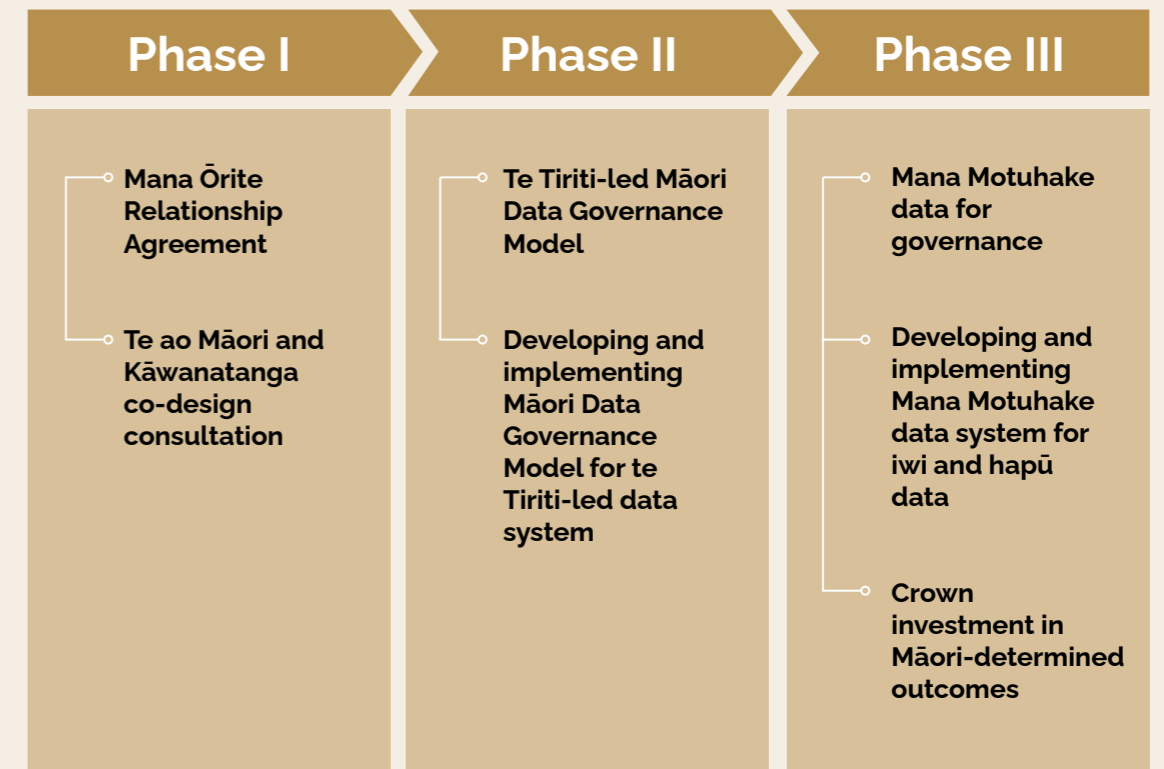 Phase I
Mana Ōrite
Relationship
Agreement
Te ao Māori and
Kāwanatanga
co-design
consultation
Phase II
Te Tiriti-led Māori
Data Governance
Model
Developing and
implementing
Māori Data
Governance
Model for te
Tiriti-led data
system
Phase III
Mana Motuhake
data for
governance
Developing and
implementing
Mana Motuhake
data system for
iwi and hapū
data
Crown
investment in
Māori-determined
outcomes